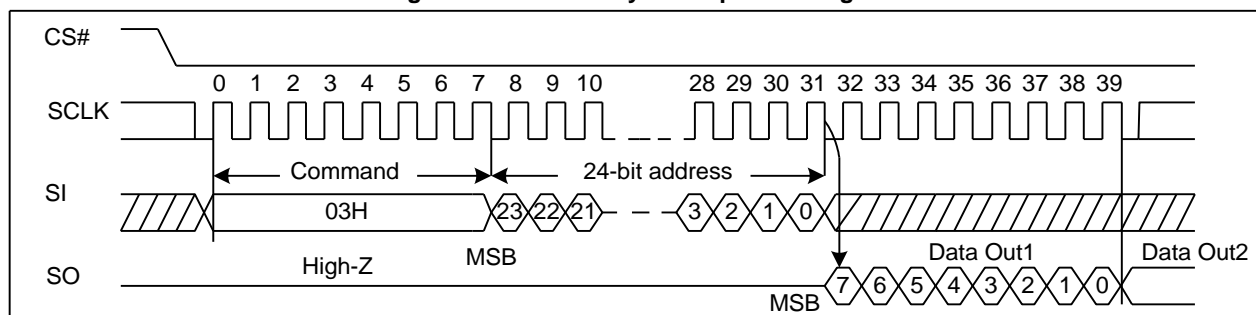 CS#
0 1 2 3 4 5 6 7 8 9 10 28 29 30 31 32 33 34 35 36 37 38 39
SCLK
Command 24-bit address
SI
03H 23 22 21 3 2 1 0
High-Z MSB Data Out1 Data Out2
SO
MSB 7 6 5 4 3 2 1 0